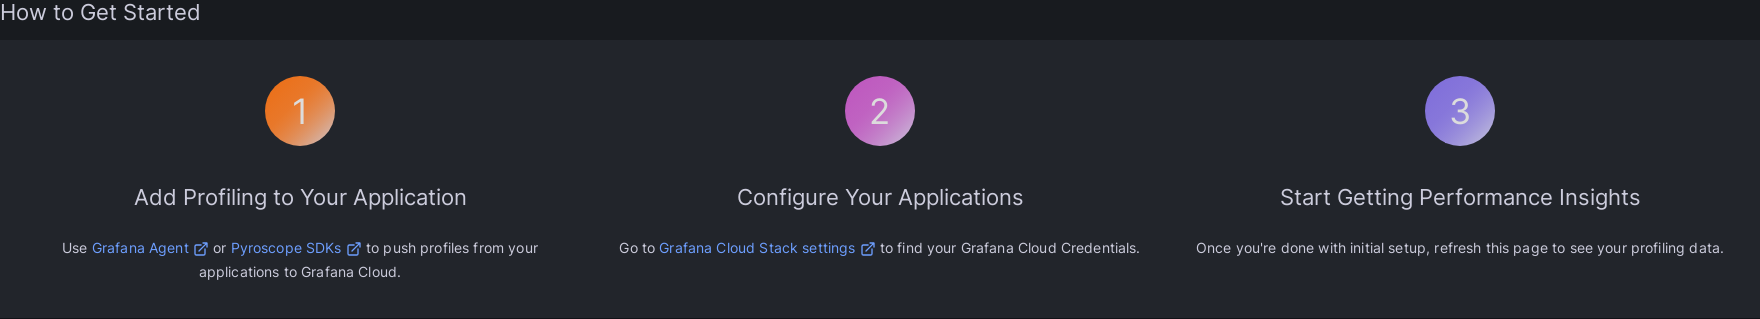 How to Get Started
1
Add Profiling to Your Application
Use Grafana Agent or Pyroscope SDKs to push profiles from your
applications to Grafana Cloud.
2
Configure Your Applications
Go to Grafana Cloud Stack settings to find your Grafana Cloud Credentials.
3
Start Getting Performance Insights
Once you're done with initial setup, refresh this page to see your profiling data.